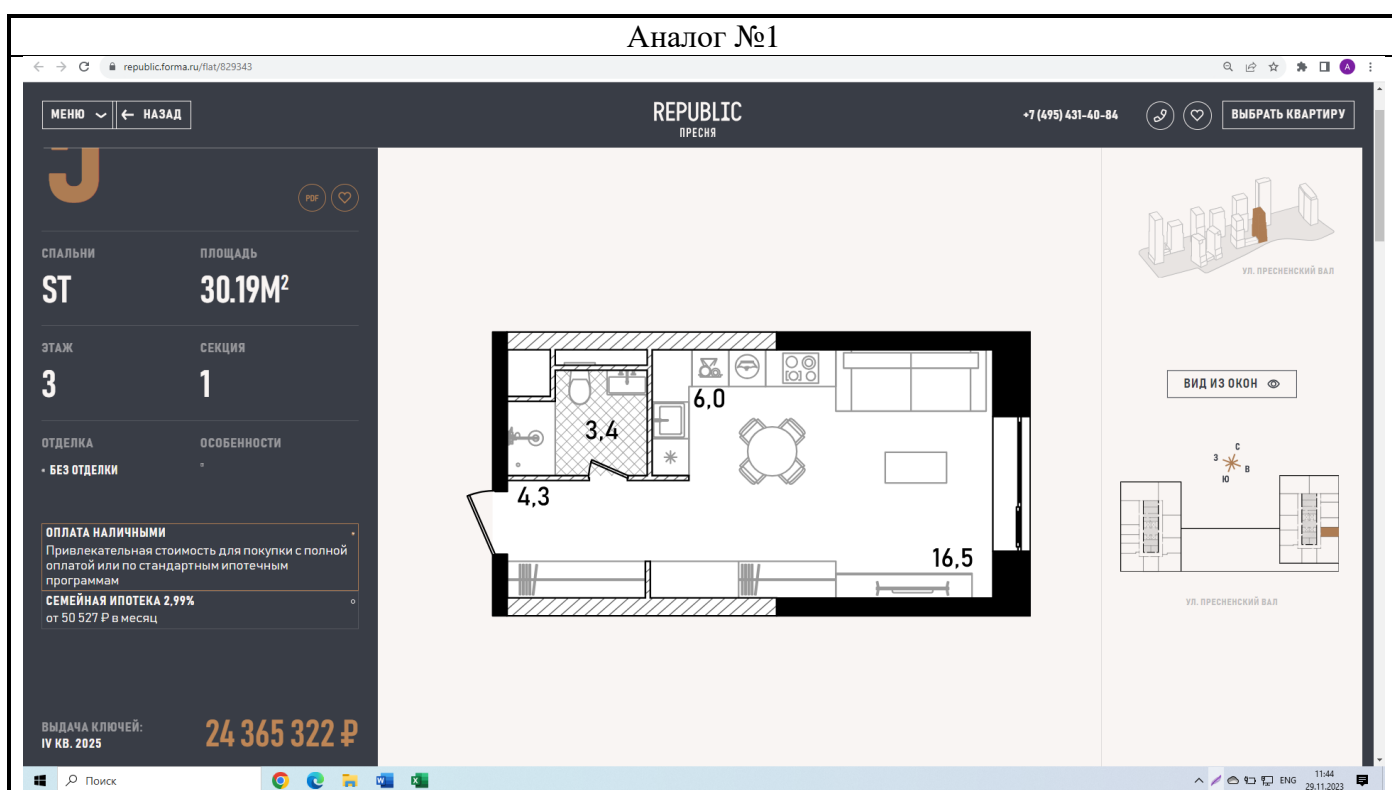 Аналог №1
republic.forma.ru/flat/829343
МЕНЮ
НАЗАД
REPUBLIC
ПРЕСНЯ
+7 (495) 431-40-84
ВЫБРАТЬ КВАРТИРУ
PDF
СПАЛЬНИ ПЛОЩАДЬ
ST 30.19М²
ЭТАЖ СЕКЦИЯ
3 1
ОТДЕЛКА ОСОБЕННОСТИ
• БЕЗ ОТДЕЛКИ
ОПЛАТА НАЛИЧНЫМИ
Привлекательная стоимость для покупки с полной
оплатой или по стандартным ипотечным
программам
СЕМЕЙНАЯ ИПОТЕКА 2,99%
от 50 527 ₽ в месяц
ВЫДАЧА КЛЮЧЕЙ:
IV КВ. 2025
24 365 322 ₽
6,0
3,4
4,3
16,5
УЛ. ПРЕСНЕНСКИЙ ВАЛ
ВИД ИЗ ОКОН
С
З
В
Ю
УЛ. ПРЕСНЕНСКИЙ ВАЛ
Поиск
ENG
11:44
29.11.2023